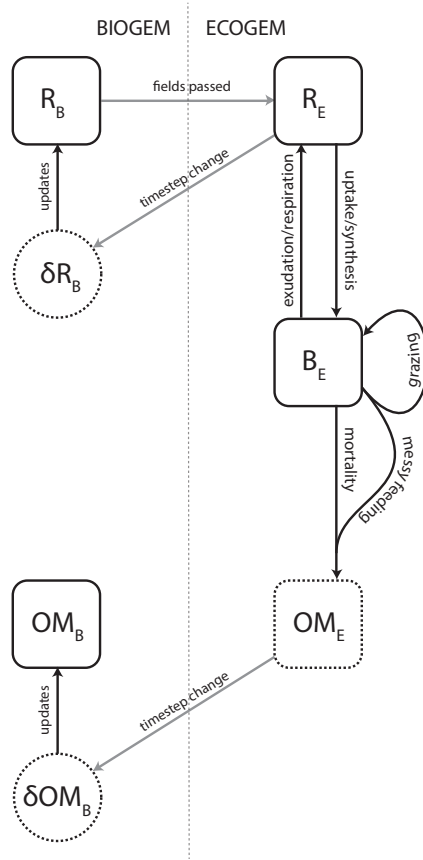 BIOGEM
ECOGEM
R_B
fields passed
R_E
updates
timestep change
exudation/respiration
uptake/synthesis
δR_B
B_E
grazing
mortality
messy feeding
OM_B
OM_E
updates
timestep change
δOM_B